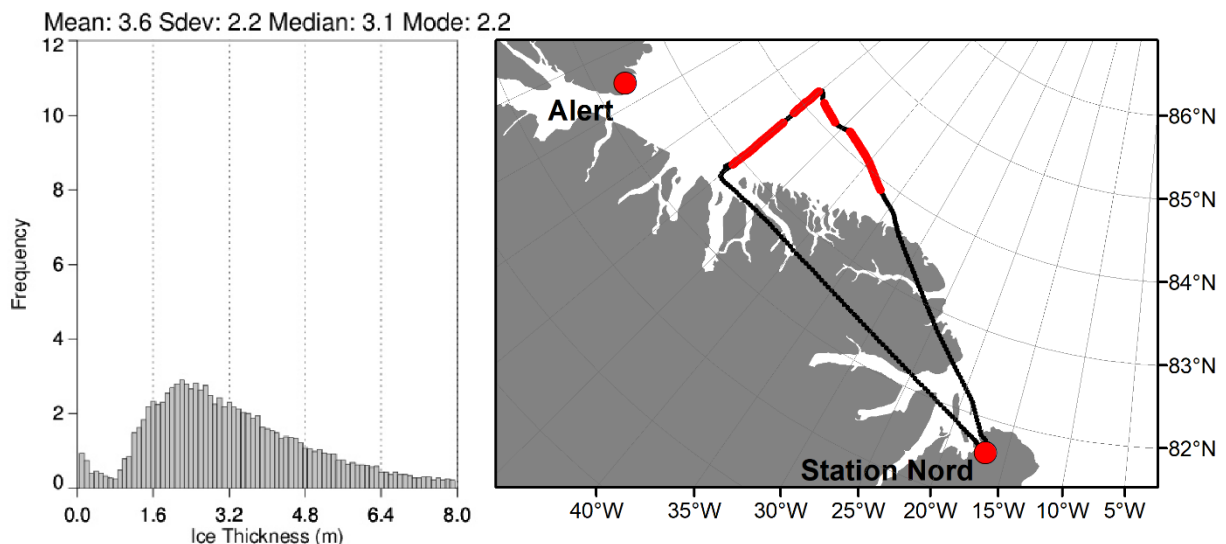 Mean: 3.6 Sdev: 2.2 Median: 3.1 Mode: 2.2
12
10
8
6
4
2
0
Frequency
0.0 1.6 3.2 4.8 6.4 8.0
Ice Thickness (m)
Alert
Station Nord
86°N
85°N
84°N
83°N
82°N
40°W 35°W 30°W 25°W 20°W 15°W 10°W 5°W